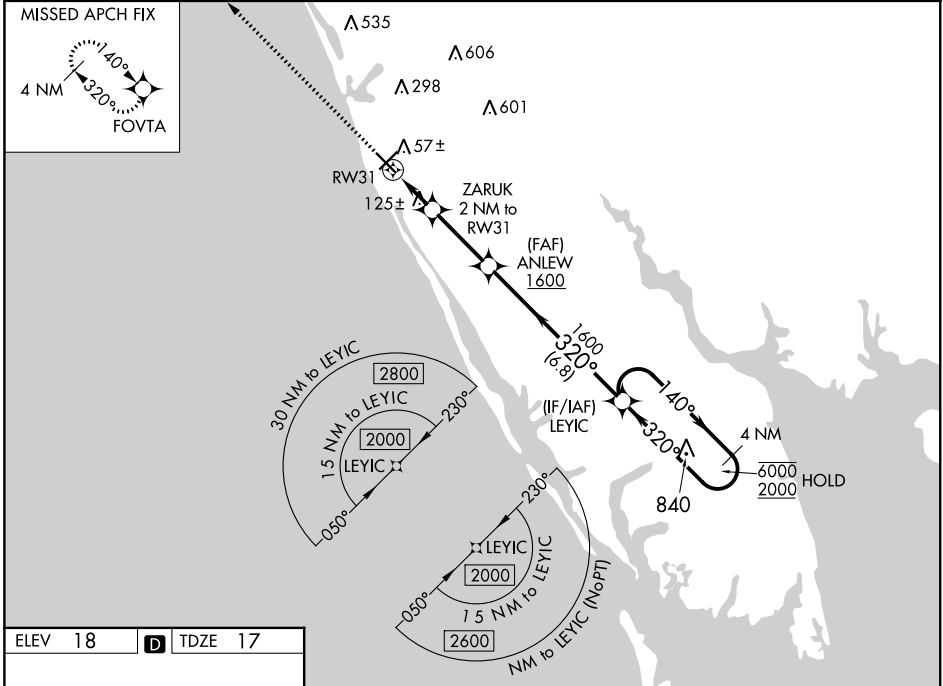 MISSED APCH FIX
4 NM
140°
320°
FOVTA
535
606
298
601
57±
RW31
125±
ZARUK
2 NM to
RW31
(FAF)
ANLEW
1600
1600
320°
(6.8)
(IF/IAF)
LEYIC
140°
320°
4 NM
6000
2000
HOLD
840
30 NM to LEYIC
2800
15 NM to LEYIC
2000
LEYIC
230°
050°
230°
LEYIC
2000
050°
15 NM to LEYIC
2600
NM to LEYIC (NoPT)
ELEV 18
D
TDZE 17